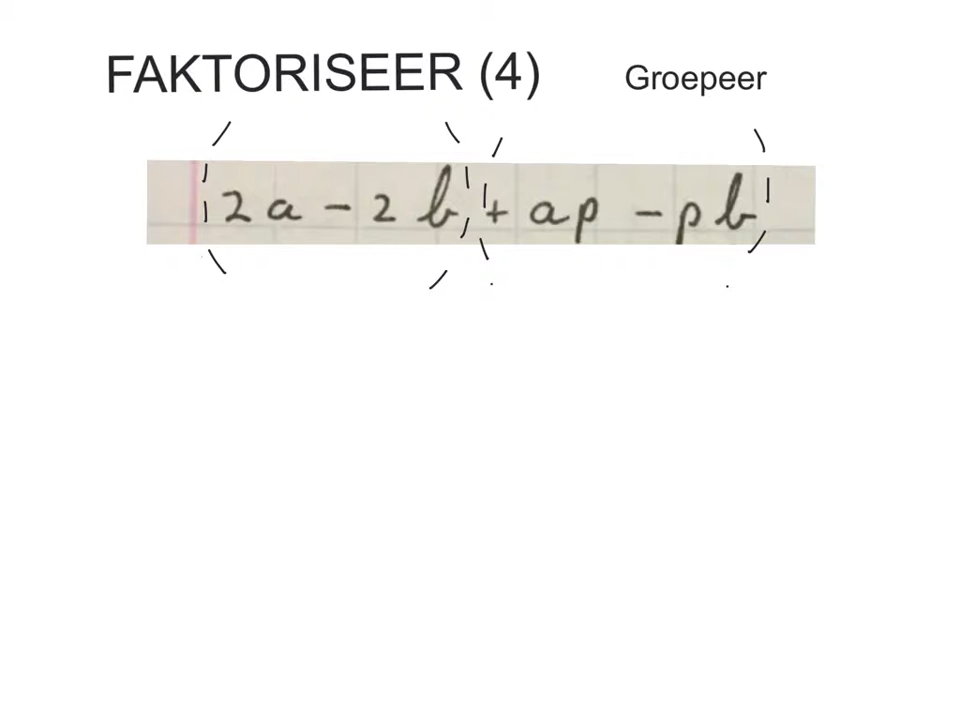 FAKTORISEER (4)
Groepeer
(2a - 2b) (+ ap - pb)